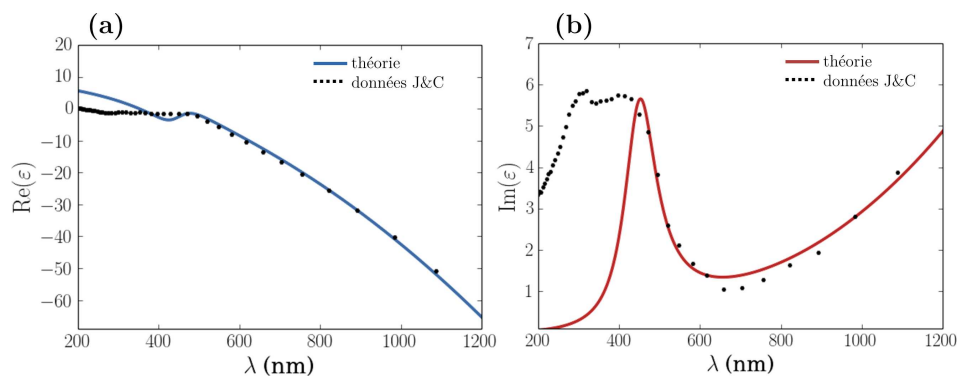 (a)
(b)
20
10
0
−10
−20
−30
−40
−50
−60
Re(ε)
théorie
données J&C
200
400
600
800
1000
1200
λ (nm)
7
6
5
4
3
2
1
Im(ε)
théorie
données J&C
200
400
600
800
1000
1200
λ (nm)